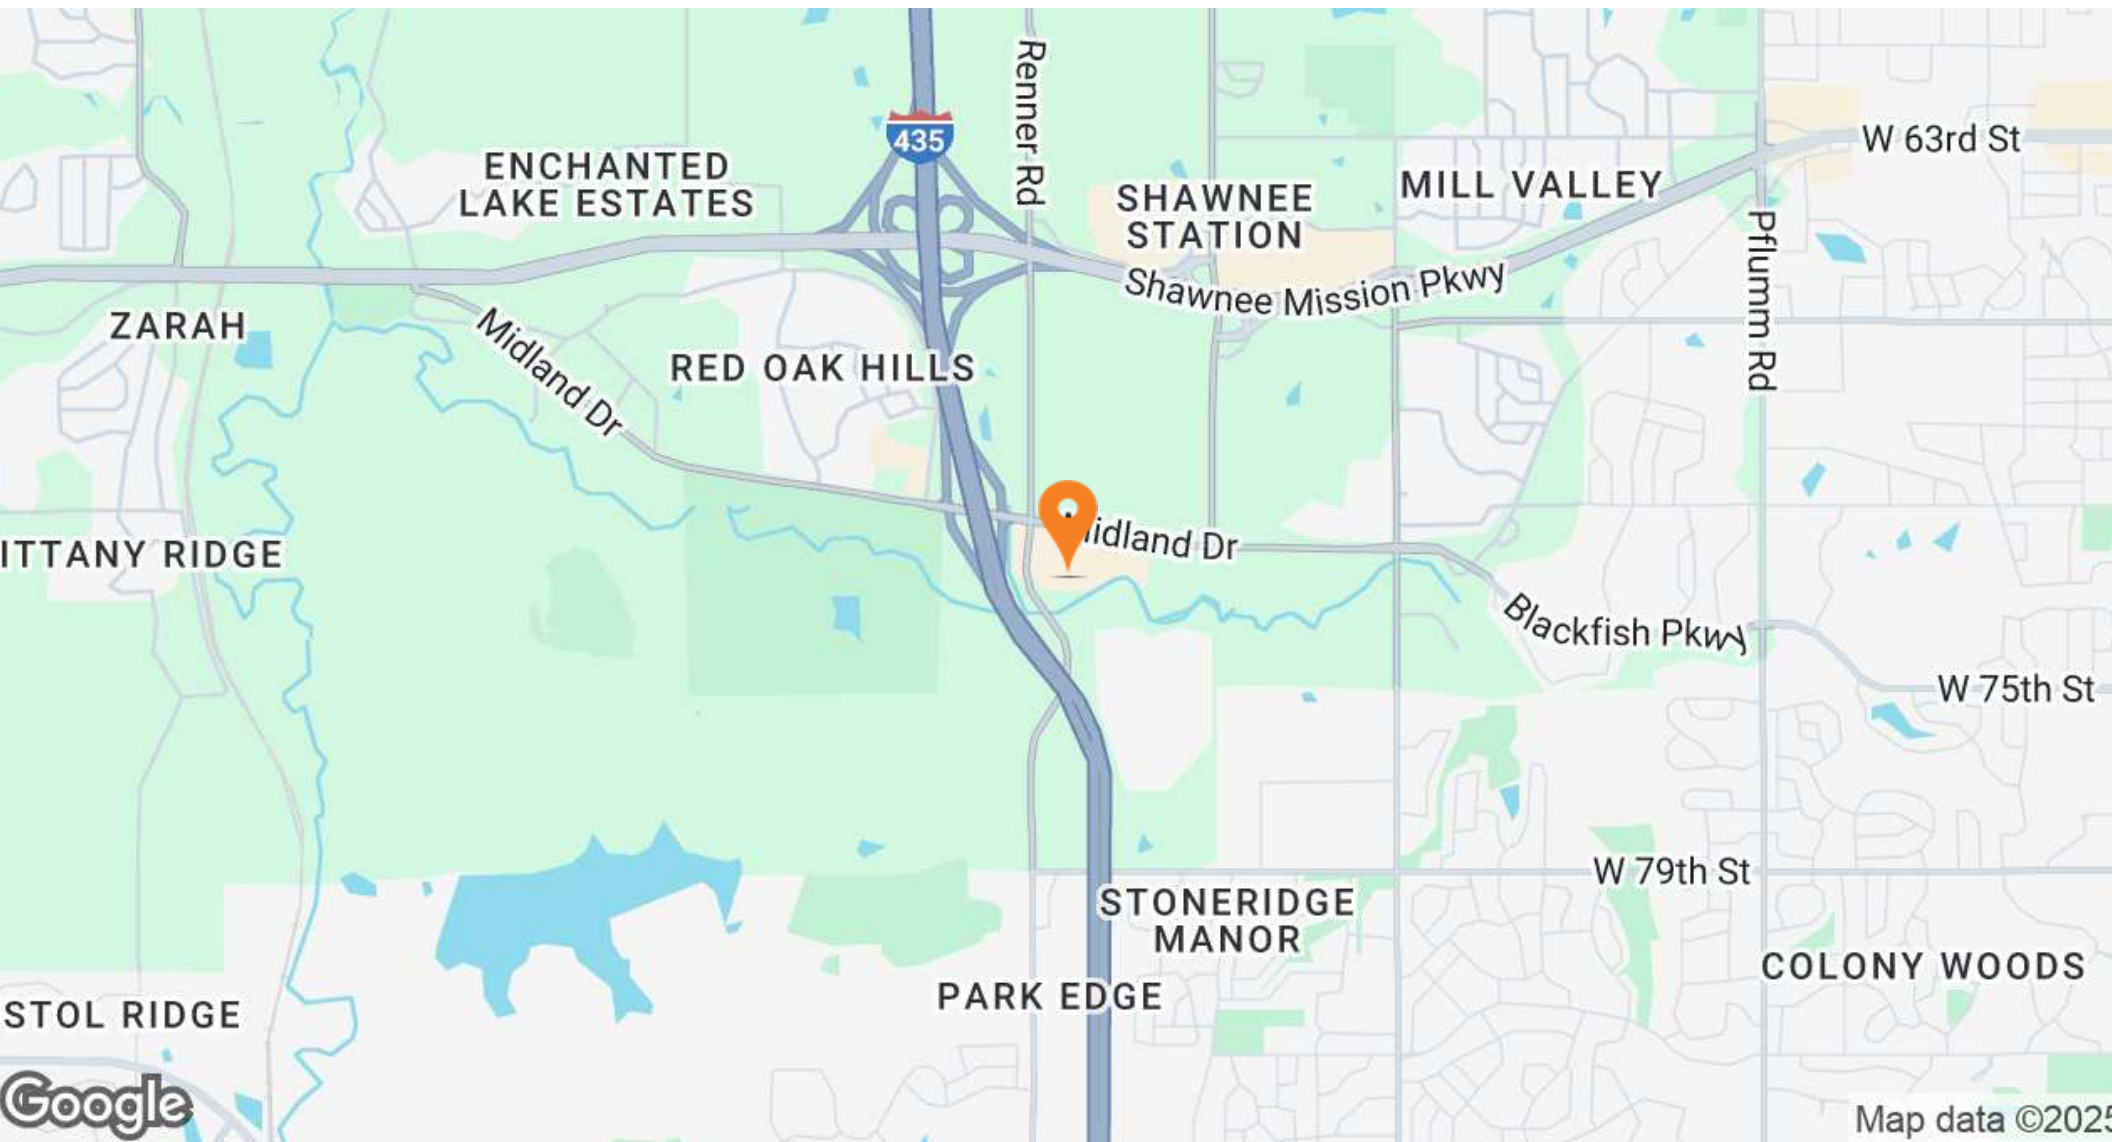 435
Renner Rd
W 63rd St
ENCHANTED
LAKE ESTATES
SHAWNEE
STATION
MILL VALLEY
Pflumm Rd
Shawnee Mission Pkwy
ZARAH
Midland Dr
RED OAK HILLS
idland Dr
ITTANY RIDGE
Blackfish Pkwy
W 75th St
W 79th St
STONERIDGE
MANOR
COLONY WOODS
PARK EDGE
STOL RIDGE
Google
Map data ©2025